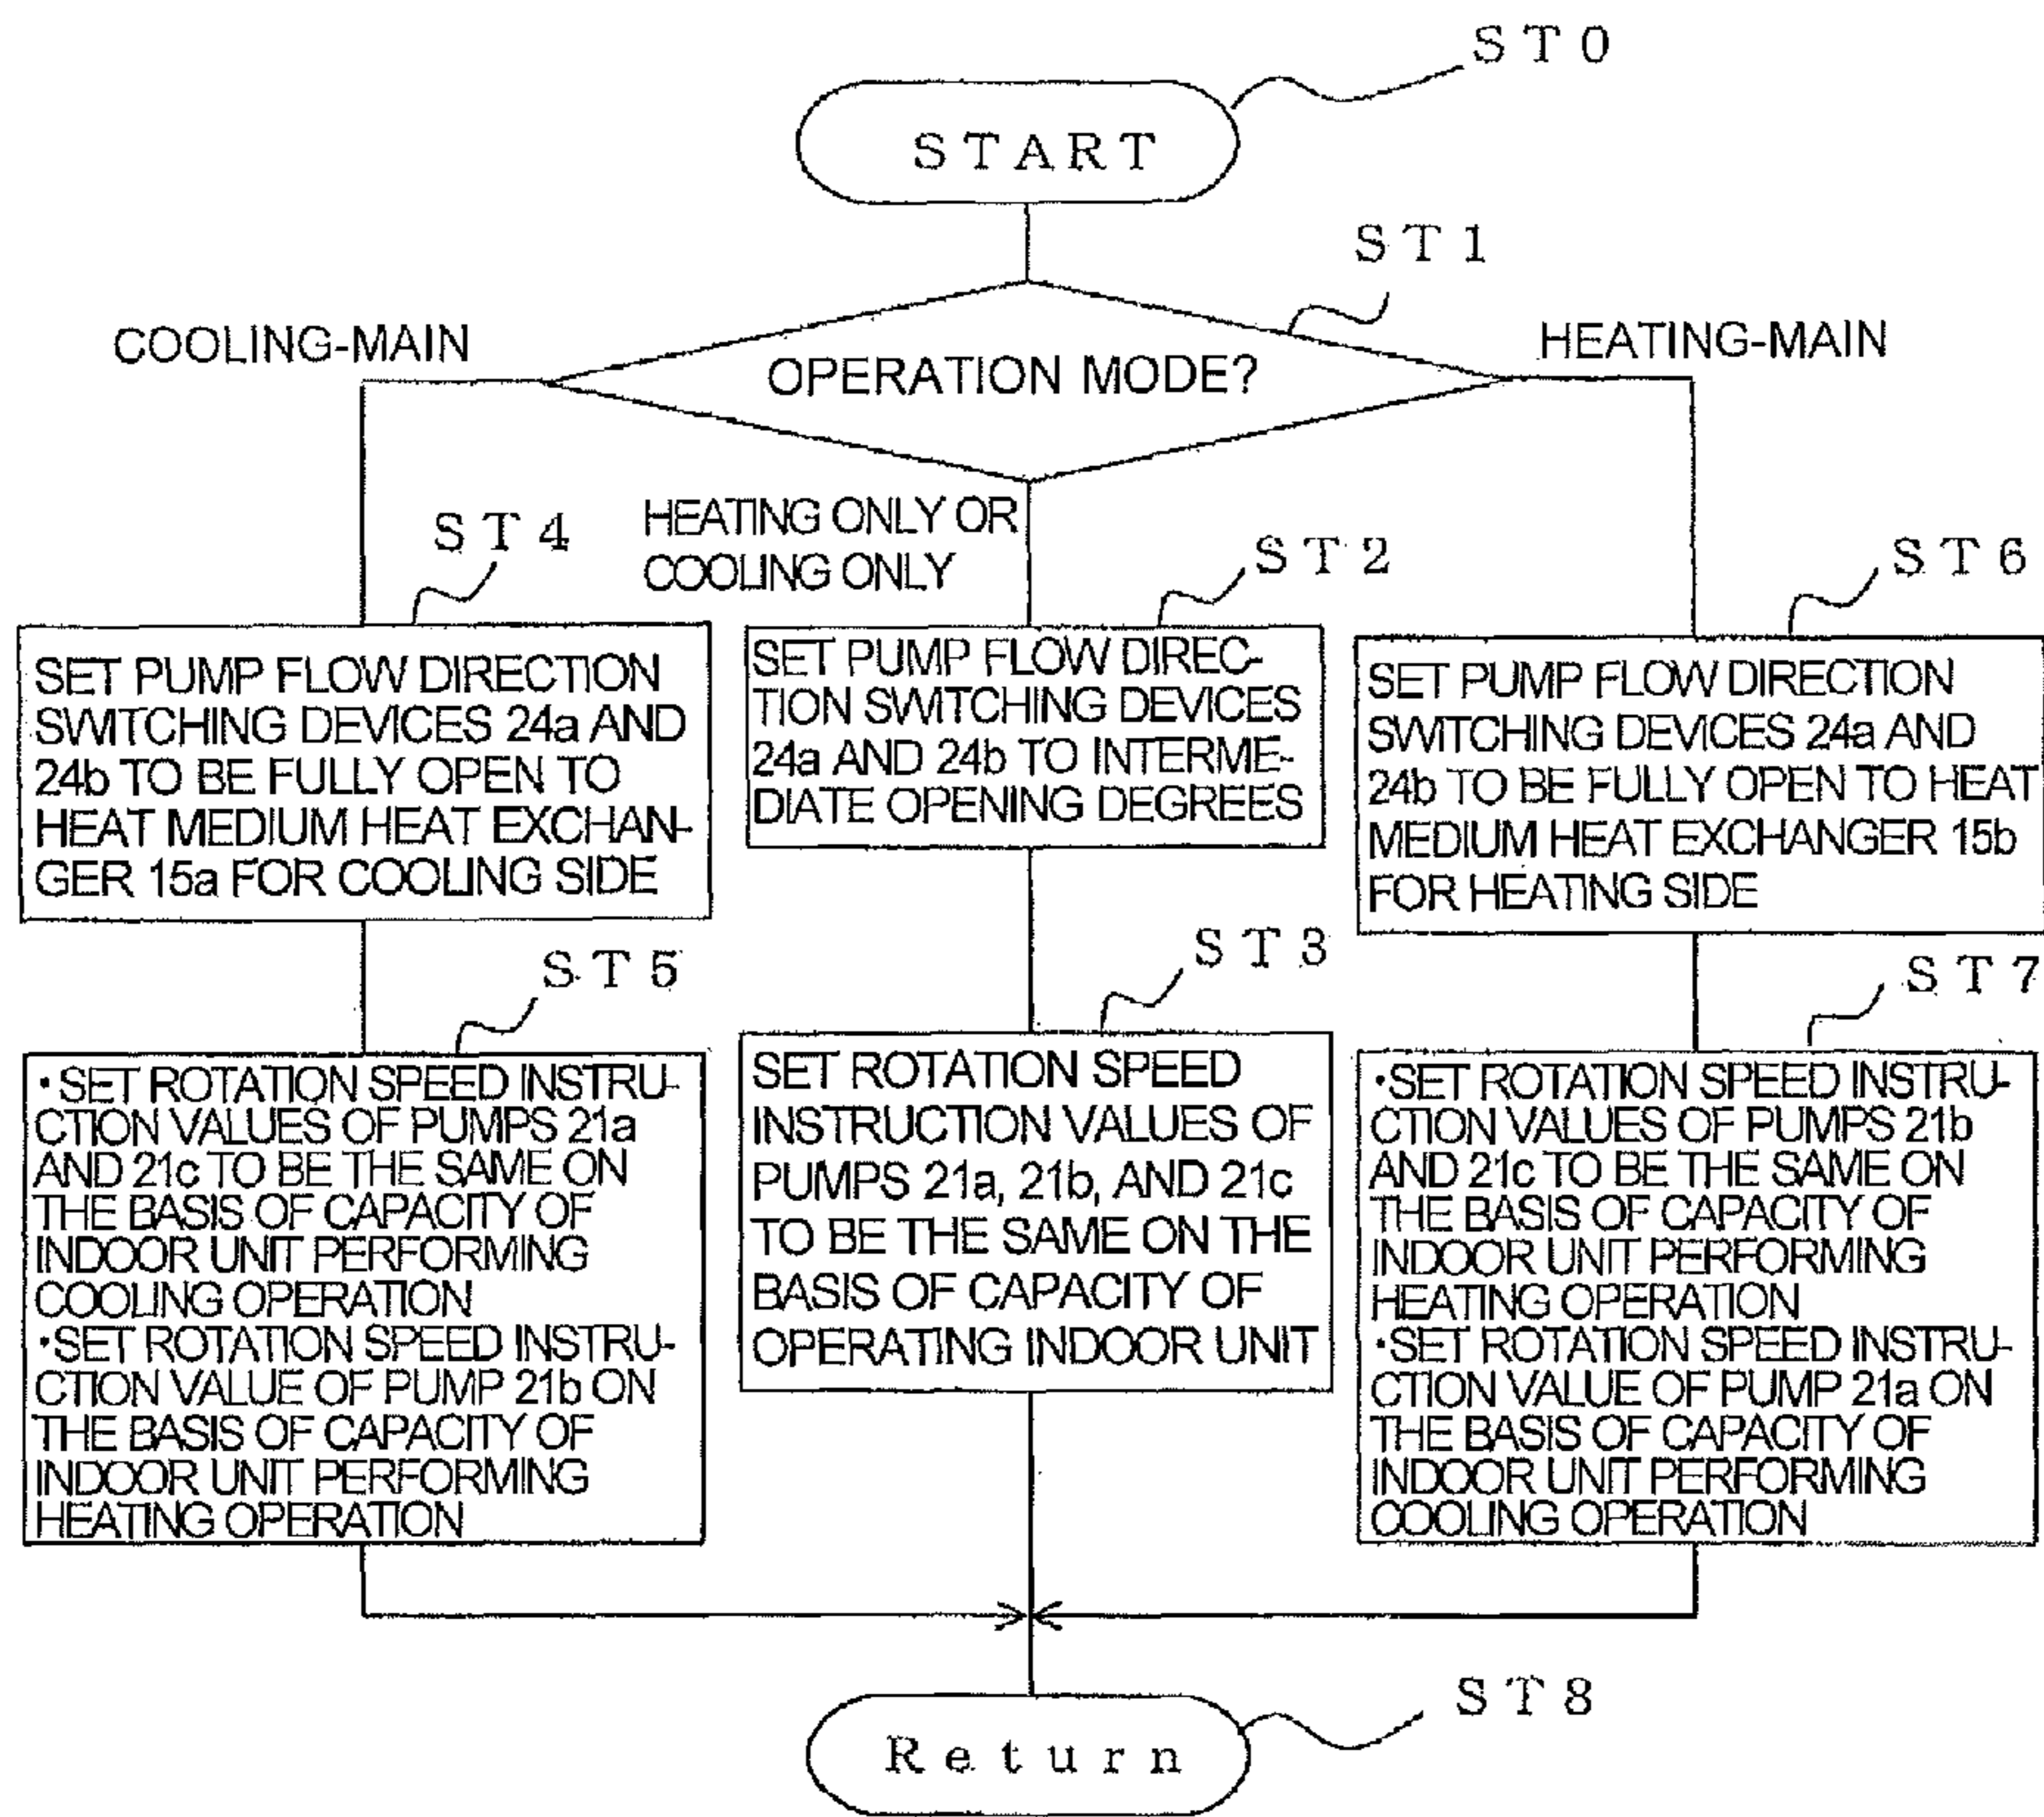 ST0
START
ST1
COOLING-MAIN
OPERATION MODE?
HEATING-MAIN
HEATING ONLY OR
COOLING ONLY
ST4
SET PUMP FLOW DIRECTION
SWITCHING DEVICES 24a AND
24b TO BE FULLY OPEN TO
HEAT MEDIUM HEAT EXCHAN-
GER 15a FOR COOLING SIDE
ST2
SET PUMP FLOW DIREC-
TION SWITCHING DEVICES
24a AND 24b TO INTERME-
DIATE OPENING DEGREES
ST6
SET PUMP FLOW DIRECTION
SWITCHING DEVICES 24a AND
24b TO BE FULLY OPEN TO HEAT
MEDIUM HEAT EXCHANGER 15b
FOR HEATING SIDE
ST5
・SET ROTATION SPEED INSTRU-
CTION VALUES OF PUMPS 21a
AND 21c TO BE THE SAME ON
THE BASIS OF CAPACITY OF
INDOOR UNIT PERFORMING
COOLING OPERATION
・SET ROTATION SPEED INSTRU-
CTION VALUE OF PUMP 21b ON
THE BASIS OF CAPACITY OF
INDOOR UNIT PERFORMING
HEATING OPERATION
ST3
SET ROTATION SPEED
INSTRUCTION VALUES OF
PUMPS 21a, 21b, AND 21c
TO BE THE SAME ON THE
BASIS OF CAPACITY OF
OPERATING INDOOR UNIT
ST7
・SET ROTATION SPEED INSTRU-
CTION VALUES OF PUMPS 21b
AND 21c TO BE THE SAME ON
THE BASIS OF CAPACITY OF
INDOOR UNIT PERFORMING
HEATING OPERATION
・SET ROTATION SPEED INSTRU-
CTION VALUE OF PUMP 21a ON
THE BASIS OF CAPACITY OF
INDOOR UNIT PERFORMING
COOLING OPERATION
ST8
Return